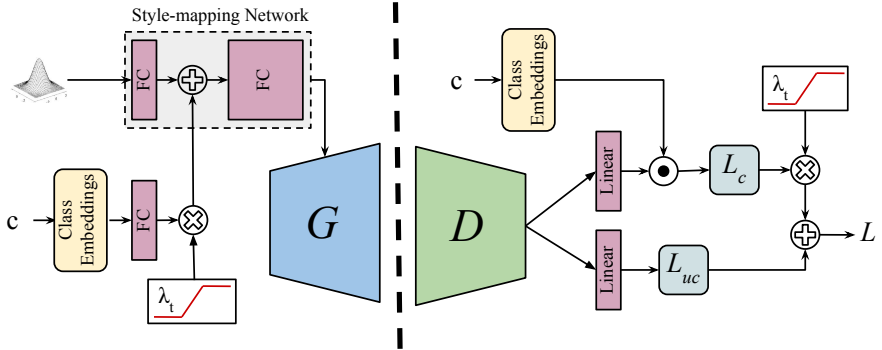 Style-mapping Network
FC
FC
c
Class
Embeddings
FC
λt
G
c
Class
Embeddings
λt
D
Linear
Lc
Linear
Luc
L